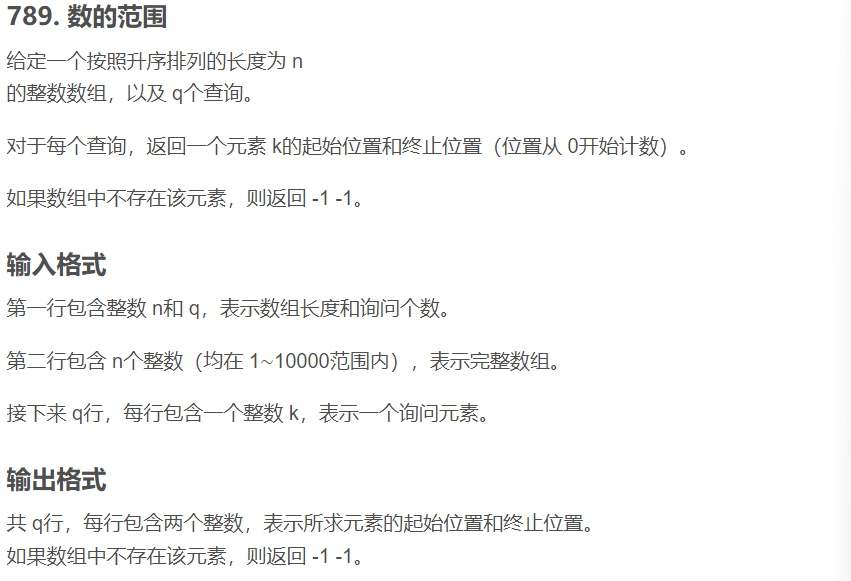 789. 数的范围
给定一个按照升序排列的长度为 n
的整数数组，以及 q个查询。
对于每个查询，返回一个元素 k的起始位置和终止位置（位置从 0开始计数）。
如果数组中不存在该元素，则返回 -1 -1。
输入格式
第一行包含整数 n和 q，表示数组长度和询问个数。
第二行包含 n个整数（均在 1~10000范围内），表示完整数组。
接下来 q行，每行包含一个整数 k，表示一个询问元素。
输出格式
共 q行，每行包含两个整数，表示所求元素的起始位置和终止位置。
如果数组中不存在该元素，则返回 -1 -1。